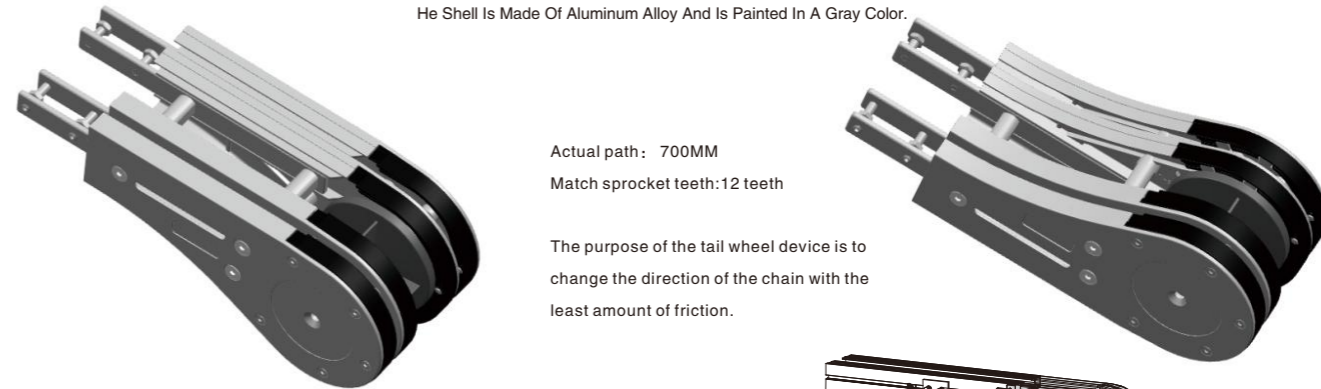 He Shell Is Made Of Aluminum Alloy And Is Painted In A Gray Color.
Actual path： 700MM
Match sprocket teeth:12 teeth
The purpose of the tail wheel device is to
change the direction of the chain with the
least amount of friction.